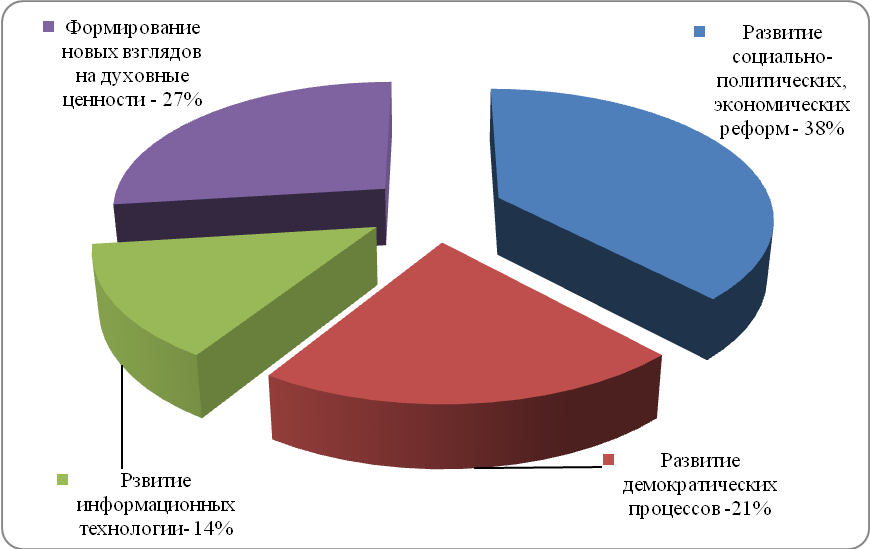 Формирование
новых взглядов
на духовные
ценности - 27%
Развитие
социально-
политических,
экономических
реформ - 38%
Рзвитие
информационных
технологии- 14%
Развитие
демократических
процессов -21%